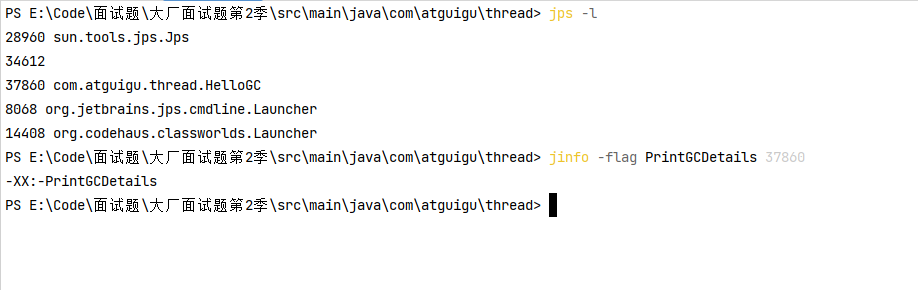 PS E:\Code\面试题\大厂面试题第2季\src\main\java\com\atguigu\thread> jps -l
28960 sun.tools.jps.Jps
34612
37860 com.atguigu.thread.HelloGC
8068 org.jetbrains.jps.cmdline.Launcher
14408 org.codehaus.classworlds.Launcher
PS E:\Code\面试题\大厂面试题第2季\src\main\java\com\atguigu\thread> jinfo -flag PrintGCDetails 37860
-XX:-PrintGCDetails
PS E:\Code\面试题\大厂面试题第2季\src\main\java\com\atguigu\thread>